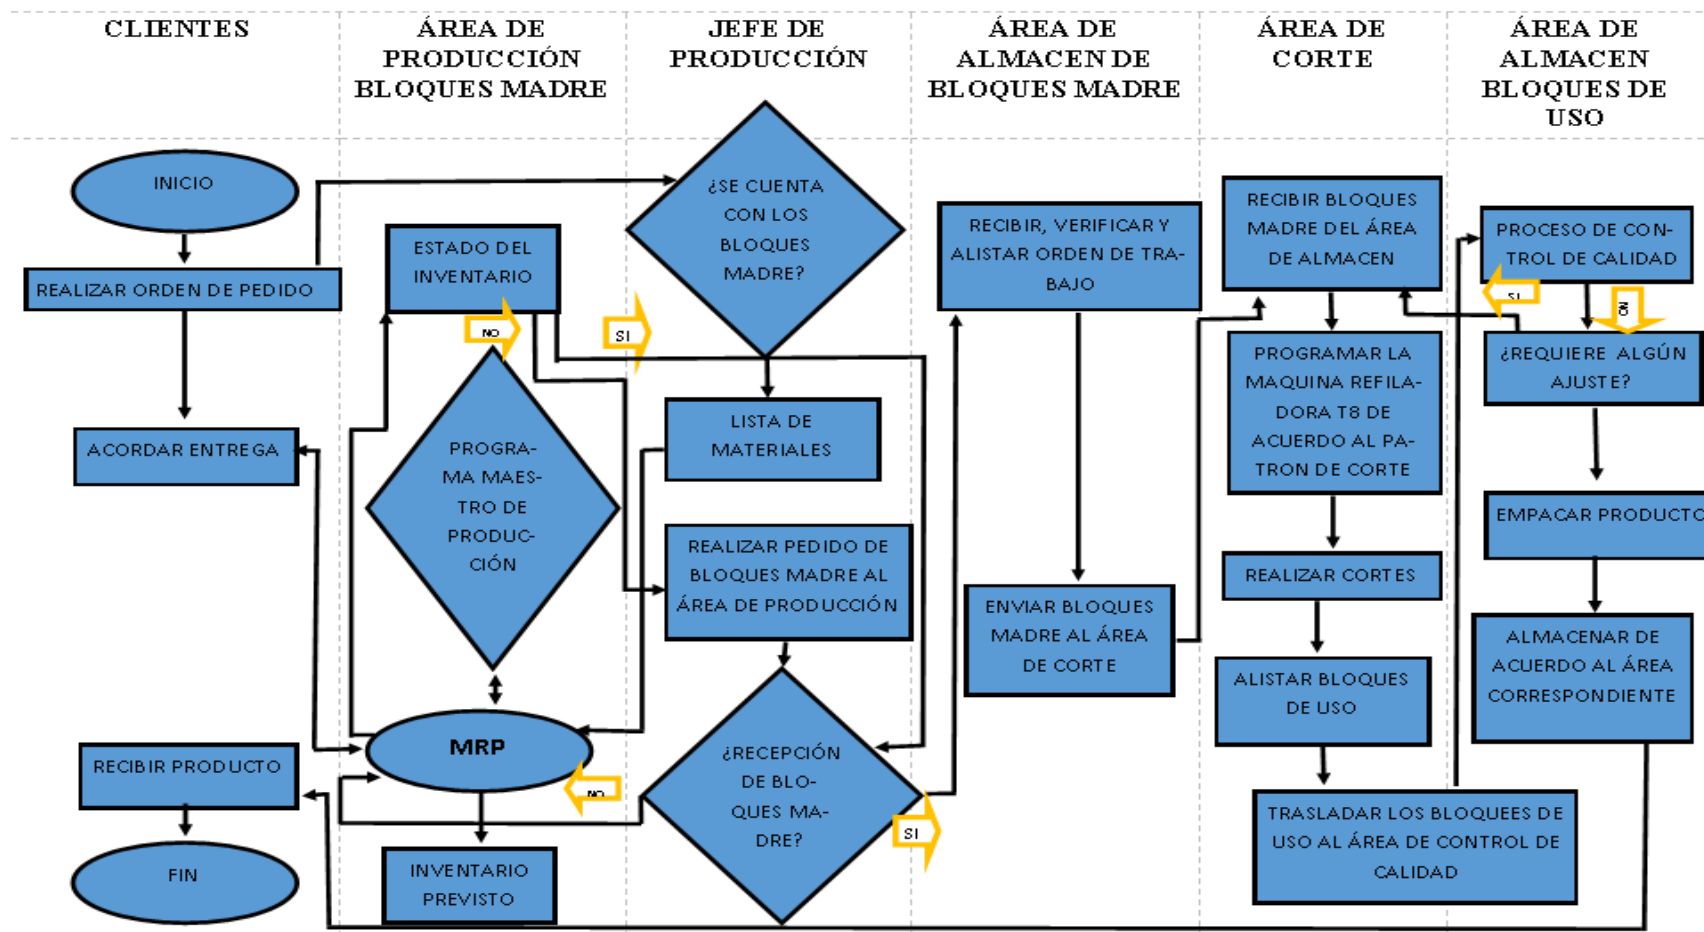 CLIENTES
ÁREA DE
PRODUCCIÓN
BLOQUES MADRE
JEFE DE
PRODUCCIÓN
ÁREA DE
ALMACEN DE
BLOQUES MADRE
ÁREA DE
CORTE
ÁREA DE
ALMACEN
BLOQUES DE
USO
INICIO
REALIZAR ORDEN DE PEDIDO
ACORDAR ENTREGA
RECIBIR PRODUCTO
FIN
ESTADO DEL
INVENTARIO
NO
PROGRA-
MA MAES-
TRO DE
PRODUC-
CIÓN
MRP
NO
INVENTARIO
PREVISTO
¿SE CUENTA
CON LOS
BLOQUES
MADRE?
SI
LISTA DE
MATERIALES
REALIZAR PEDIDO DE
BLOQUES MADRE AL
ÁREA DE PRODUCCIÓN
¿RECEPCIÓN
DE BLO-
QUES MA-
DRE?
SI
RECIBIR, VERIFICAR Y
ALISTAR ORDEN DE TRA-
BAJO
ENVIAR BLOQUES
MADRE AL ÁREA
DE CORTE
RECIBIR BLOQUES
MADRE DEL ÁREA
DE ALMACEN
PROGRAMAR LA
MAQUINA REFILA-
DORA T8 DE
ACUERDO AL PA-
TRON DE CORTE
REALIZAR CORTES
ALISTAR BLOQUES
DE USO
TRASLADAR LOS BLOQUEES DE
USO AL ÁREA DE CONTROL DE
CALIDAD
PROCESO DE CON-
TROL DE CALIDAD
SI
NO
¿REQUIERE ALGÚN
AJUSTE?
EMPACAR PRODUCTO
ALMACENAR DE
ACUERDO AL ÁREA
CORRESPONDIENTE